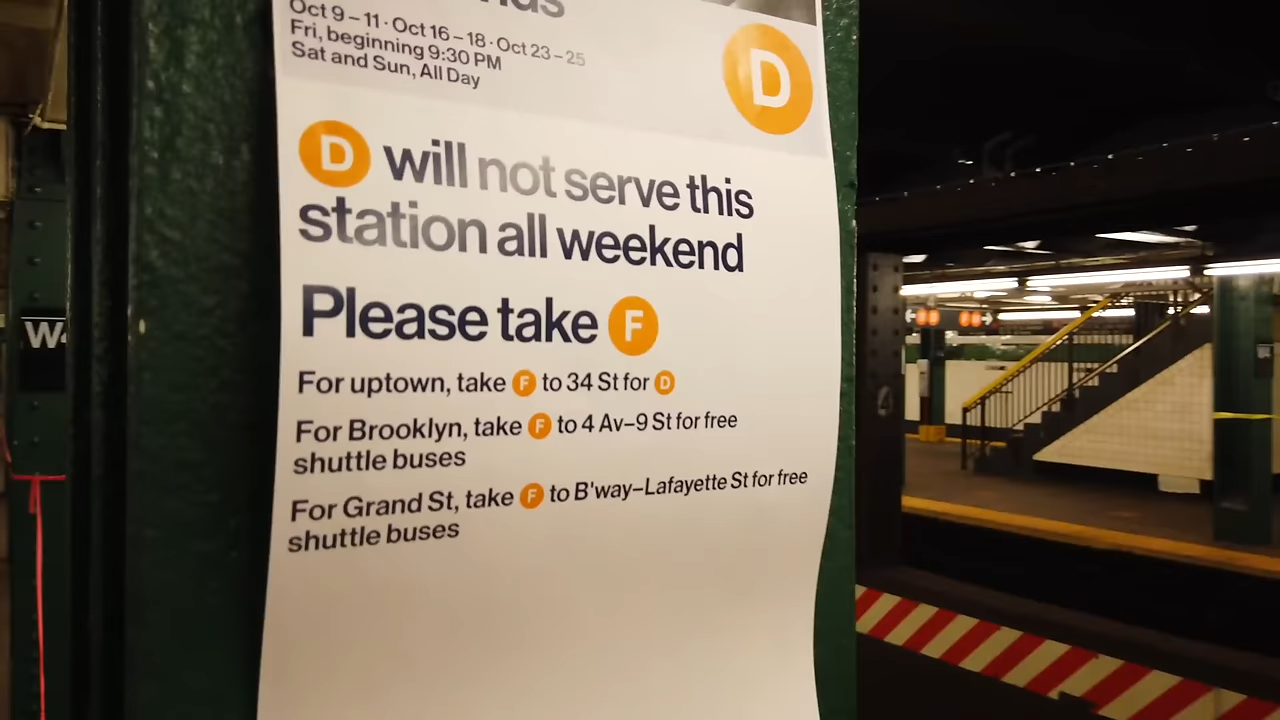 Oct 9 – 11 · Oct 16 – 18 · Oct 23 – 25
Fri, beginning 9:30 PM
Sat and Sun, All Day
D
D will not serve this
station all weekend
Please take F
For uptown, take F to 34 St for D
For Brooklyn, take F to 4 Av–9 St for free
shuttle buses
For Grand St, take F to B'way–Lafayette St for free
shuttle buses
W4